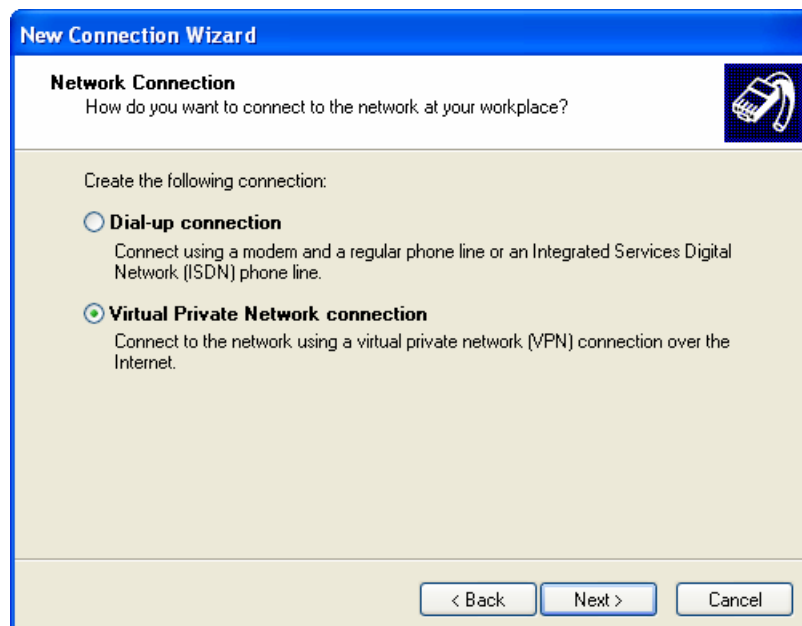 New Connection Wizard
Network Connection
How do you want to connect to the network at your workplace?
Create the following connection:
Dial-up connection
Connect using a modem and a regular phone line or an Integrated Services Digital
Network (ISDN) phone line.
Virtual Private Network connection
Connect to the network using a virtual private network (VPN) connection over the
Internet.
< Back Next > Cancel